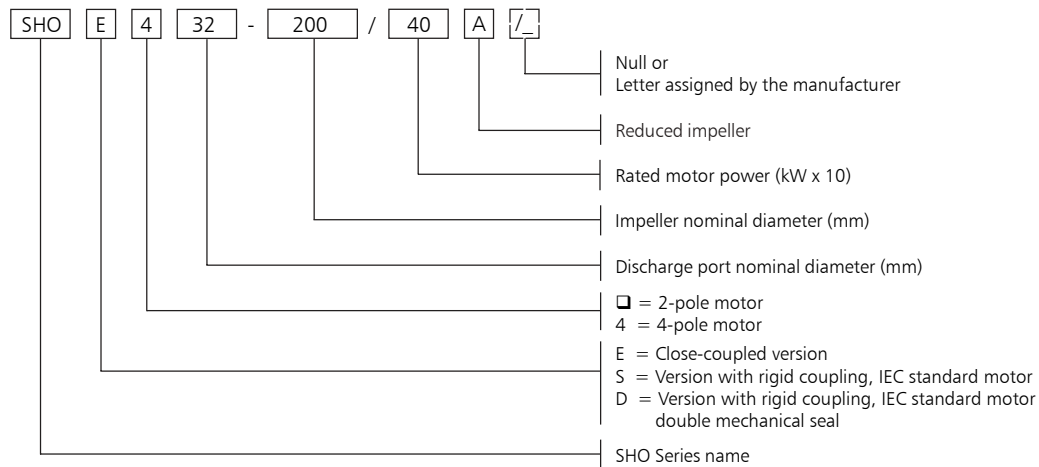 SHO E 4 32 - 200 / 40 A /_
Null or
Letter assigned by the manufacturer
Reduced impeller
Rated motor power (kW x 10)
Impeller nominal diameter (mm)
Discharge port nominal diameter (mm)
❑ = 2-pole motor
4 = 4-pole motor
E = Close-coupled version
S = Version with rigid coupling, IEC standard motor
D = Version with rigid coupling, IEC standard motor
double mechanical seal
SHO Series name